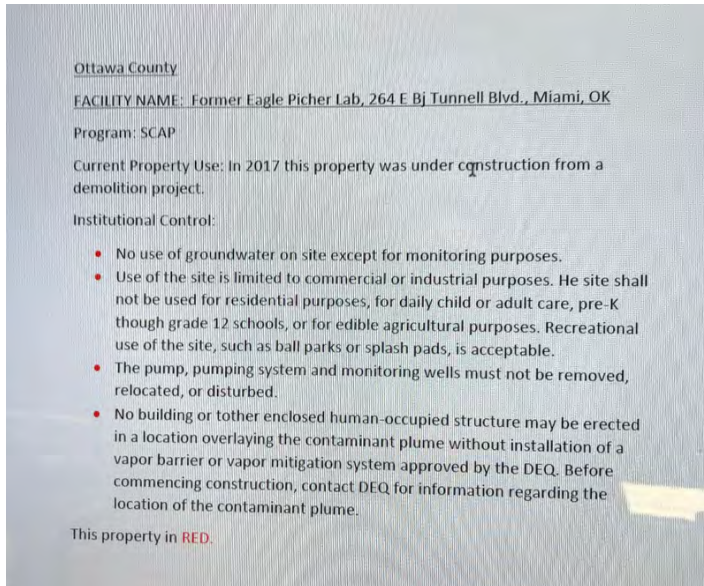 Ottawa County
FACILITY NAME: Former Eagle Picher Lab, 264 E Bj Tunnell Blvd., Miami, OK
Program: SCAP
Current Property Use: In 2017 this property was under construction from a
demolition project.
Institutional Control:
• No use of groundwater on site except for monitoring purposes.
• Use of the site is limited to commercial or industrial purposes. He site shall
not be used for residential purposes, for daily child or adult care, pre-K
though grade 12 schools, or for edible agricultural purposes. Recreational
use of the site, such as ball parks or splash pads, is acceptable.
• The pump, pumping system and monitoring wells must not be removed,
relocated, or disturbed.
• No building or tother enclosed human-occupied structure may be erected
in a location overlaying the contaminant plume without installation of a
vapor barrier or vapor mitigation system approved by the DEQ. Before
commencing construction, contact DEQ for information regarding the
location of the contaminant plume.
This property in RED.